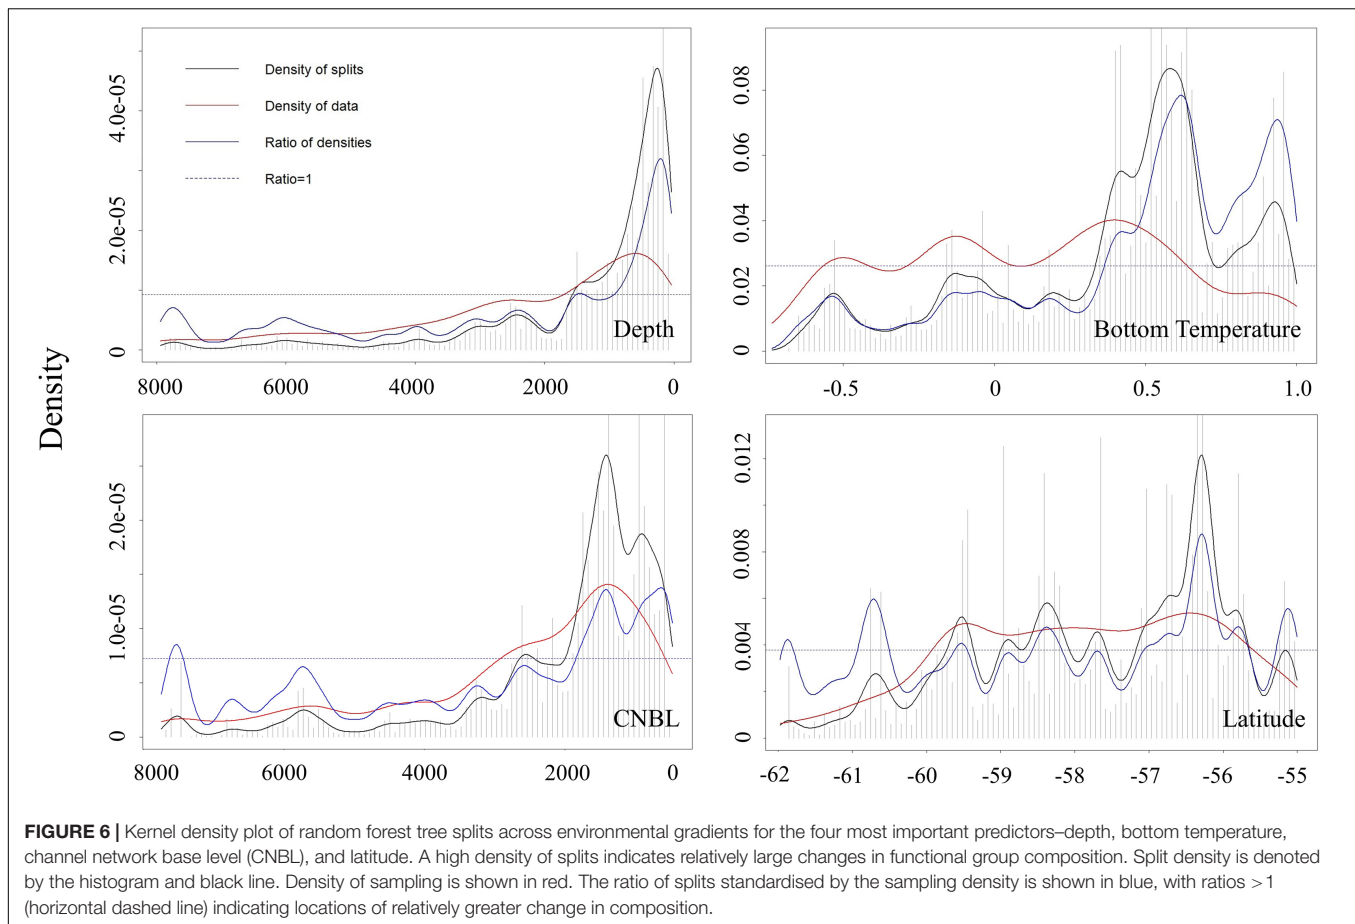 Density
4.0e-05
2.0e-05
0
Density of splits
Density of data
Ratio of densities
Ratio=1
Depth
8000 6000 4000 2000 0
0.08
0.06
0.04
0.02
0
Bottom Temperature
-0.5 0 0.5 1.0
2.0e-05
1.0e-05
0
CNBL
8000 6000 4000 2000 0
0.012
0.008
0.004
0
Latitude
-62 -61 -60 -59 -58 -57 -56 -55
FIGURE 6 | Kernel density plot of random forest tree splits across environmental gradients for the four most important predictors–depth, bottom temperature,
channel network base level (CNBL), and latitude. A high density of splits indicates relatively large changes in functional group composition. Split density is denoted
by the histogram and black line. Density of sampling is shown in red. The ratio of splits standardised by the sampling density is shown in blue, with ratios >1
(horizontal dashed line) indicating locations of relatively greater change in composition.